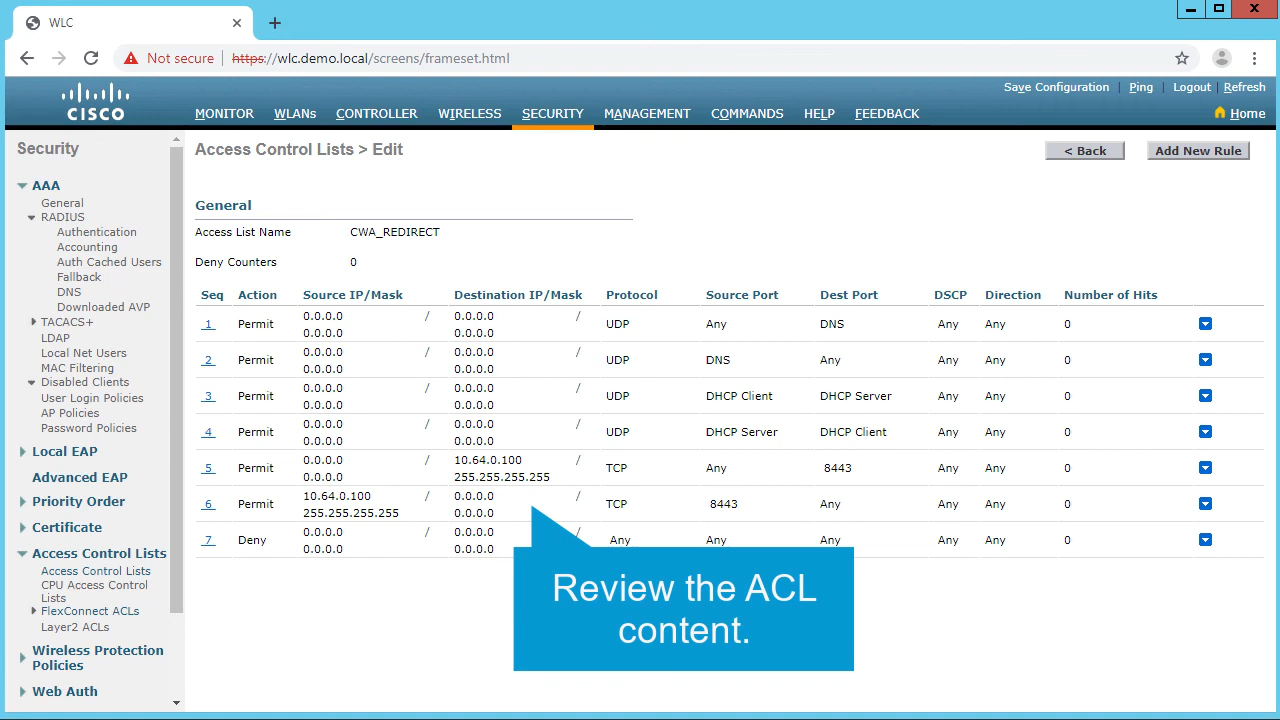 WLC
Not secure https://wlc.demo.local/screens/frameset.html
Save Configuration Ping Logout Refresh
CISCO
MONITOR WLANs CONTROLLER WIRELESS SECURITY MANAGEMENT COMMANDS HELP FEEDBACK Home
Security
AAA
General
RADIUS
Authentication
Accounting
Auth Cached Users
Fallback
DNS
Downloaded AVP
TACACS+
LDAP
Local Net Users
MAC Filtering
Disabled Clients
User Login Policies
AP Policies
Password Policies
Local EAP
Advanced EAP
Priority Order
Certificate
Access Control Lists
Access Control Lists
CPU Access Control
Lists
FlexConnect ACLs
Layer2 ACLs
Wireless Protection
Policies
Web Auth
Access Control Lists > Edit < Back Add New Rule
General
Access List Name CWA_REDIRECT
Deny Counters 0
Seq Action Source IP/Mask Destination IP/Mask Protocol Source Port Dest Port DSCP Direction Number of Hits
0.0.0.0 / 0.0.0.0 /
1 Permit UDP Any DNS Any Any 0
0.0.0.0 0.0.0.0
0.0.0.0 / 0.0.0.0 /
2 Permit UDP DNS Any Any Any 0
0.0.0.0 0.0.0.0
0.0.0.0 / 0.0.0.0 /
3 Permit UDP DHCP Client DHCP Server Any Any 0
0.0.0.0 0.0.0.0
0.0.0.0 / 0.0.0.0 /
4 Permit UDP DHCP Server DHCP Client Any Any 0
0.0.0.0 0.0.0.0
0.0.0.0 / 10.64.0.100 /
5 Permit TCP Any 8443 Any Any 0
0.0.0.0 255.255.255.255
10.64.0.100 / 0.0.0.0 /
6 Permit TCP 8443 Any Any Any 0
255.255.255.255 0.0.0.0
0.0.0.0 / 0.0.0.0 /
7 Deny Any Any Any Any Any 0
0.0.0.0 0.0.0.0
Review the ACL
content.